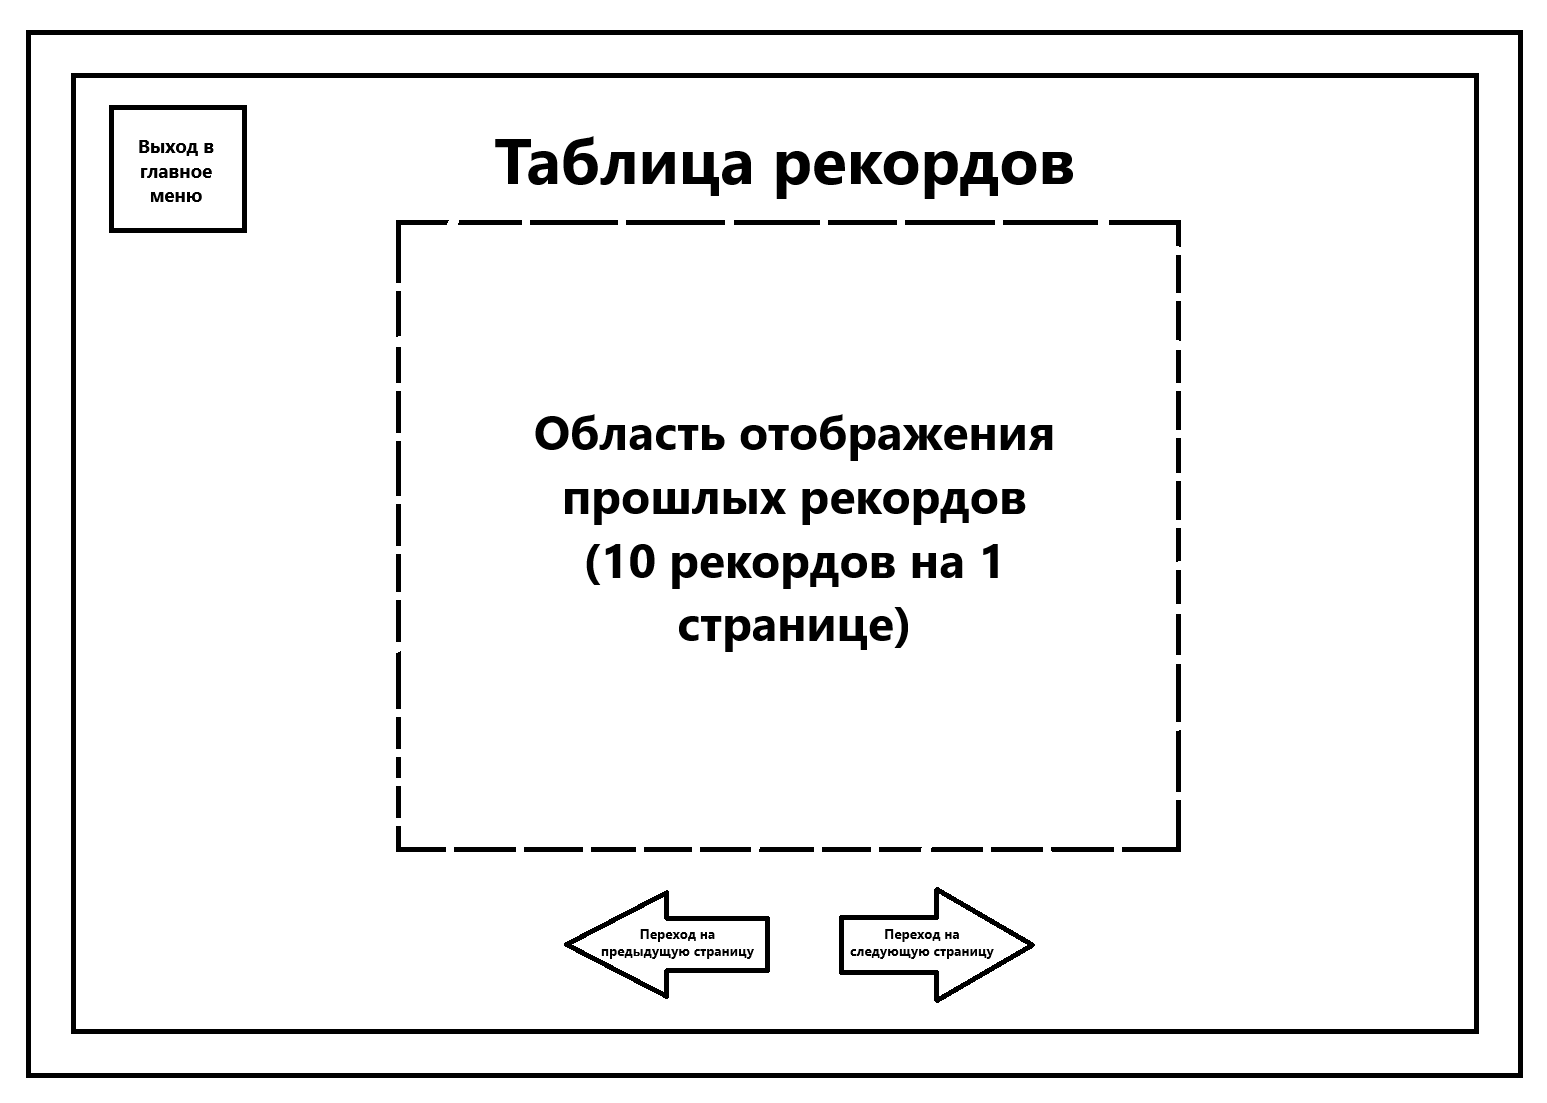 Выход в
главное
меню
Таблица рекордов
Область отображения
прошлых рекордов
(10 рекордов на 1
странице)
Переход на
предыдущую страницу
Переход на
следующую страницу